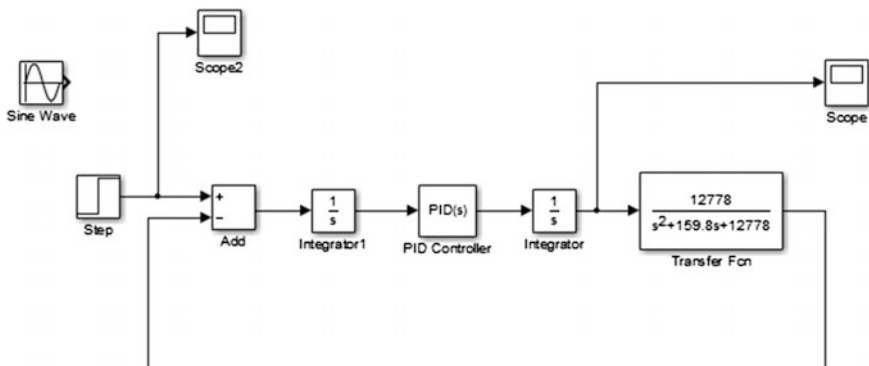 Scope2
Sine Wave
Scope
Step
+
−
Add
1
s
Integrator1
PID(s)
PID Controller
1
s
Integrator
12778
s²+159.8s+12778
Transfer Fcn